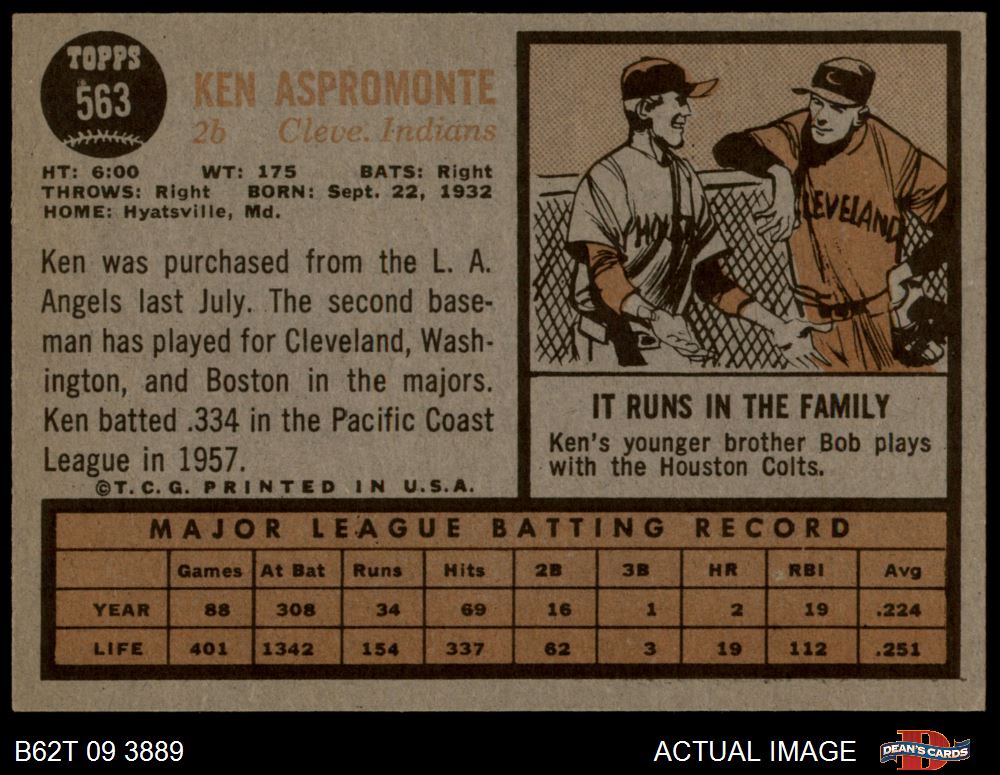 TOPPS
563
KEN ASPROMONTE
2b Cleve. Indians
HT: 6:00 WT: 175 BATS: Right
THROWS: Right BORN: Sept. 22, 1932
HOME: Hyatsville, Md.
Ken was purchased from the L. A.
Angels last July. The second base-
man has played for Cleveland, Wash-
ington, and Boston in the majors.
Ken batted .334 in the Pacific Coast
League in 1957.
©T. C. G. PRINTED IN U.S.A.
C
HOU
CLEVELAND
IT RUNS IN THE FAMILY
Ken's younger brother Bob plays
with the Houston Colts.
MAJOR LEAGUE BATTING RECORD
Games At Bat Runs Hits 2B 3B HR RBI Avg
YEAR 88 308 34 69 16 1 2 19 .224
LIFE 401 1342 154 337 62 3 19 112 .251
B62T 09 3889
ACTUAL IMAGE
DEAN'S CARDS